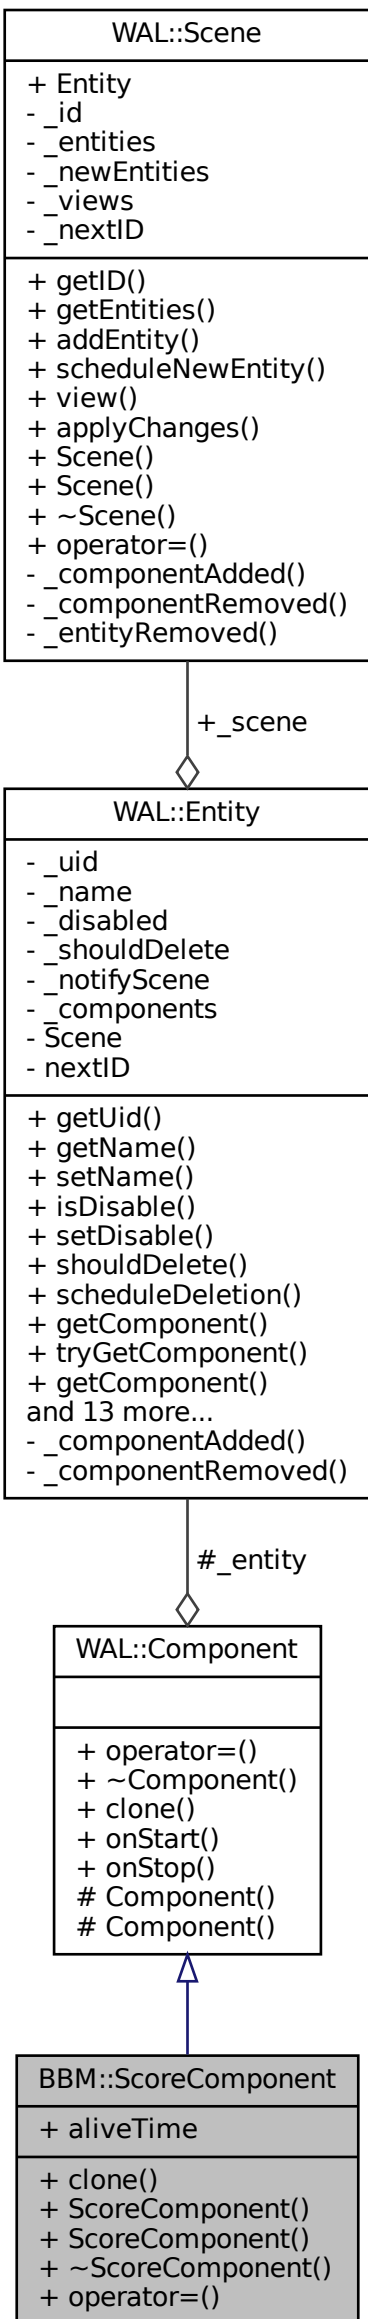 WAL::Scene
+ Entity
- _id
- _entities
- _newEntities
- _views
- _nextID
+ getID()
+ getEntities()
+ addEntity()
+ scheduleNewEntity()
+ view()
+ applyChanges()
+ Scene()
+ Scene()
+ ~Scene()
+ operator=()
- _componentAdded()
- _componentRemoved()
- _entityRemoved()
+_scene
WAL::Entity
- _uid
- _name
- _disabled
- _shouldDelete
- _notifyScene
- _components
- Scene
- nextID
+ getUid()
+ getName()
+ setName()
+ isDisable()
+ setDisable()
+ shouldDelete()
+ scheduleDeletion()
+ getComponent()
+ tryGetComponent()
+ getComponent()
and 13 more...
- _componentAdded()
- _componentRemoved()
#_entity
WAL::Component
+ operator=()
+ ~Component()
+ clone()
+ onStart()
+ onStop()
# Component()
# Component()
BBM::ScoreComponent
+ aliveTime
+ clone()
+ ScoreComponent()
+ ScoreComponent()
+ ~ScoreComponent()
+ operator=()